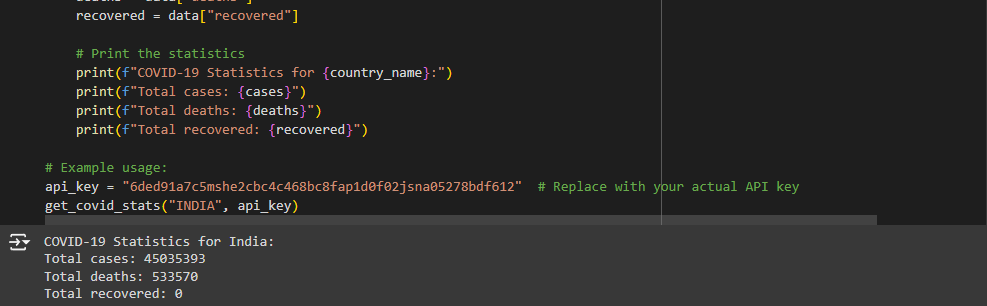 recovered = data["recovered"]
# Print the statistics
print(f"COVID-19 Statistics for {country_name}:")
print(f"Total cases: {cases}")
print(f"Total deaths: {deaths}")
print(f"Total recovered: {recovered}")
# Example usage:
api_key = "6ded91a7c5mshe2cbc4c468bc8fap1d0f02jsna05278bdf612"  # Replace with your actual API key
get_covid_stats("INDIA", api_key)
COVID-19 Statistics for India:
Total cases: 45035393
Total deaths: 533570
Total recovered: 0